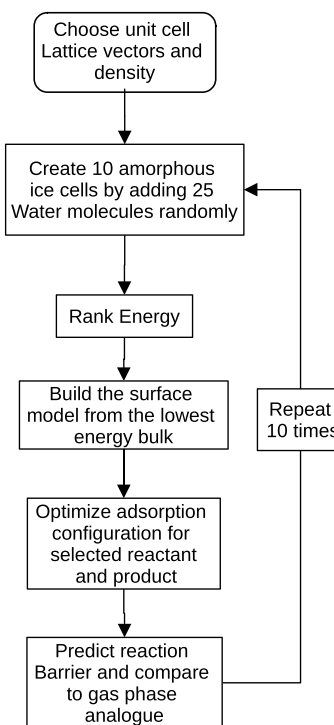 Choose unit cell
Lattice vectors and
density
Create 10 amorphous
ice cells by adding 25
Water molecules randomly
Rank Energy
Build the surface
model from the lowest
energy bulk
Repeat
10 times
Optimize adsorption
configuration for
selected reactant
and product
Predict reaction
Barrier and compare
to gas phase
analogue